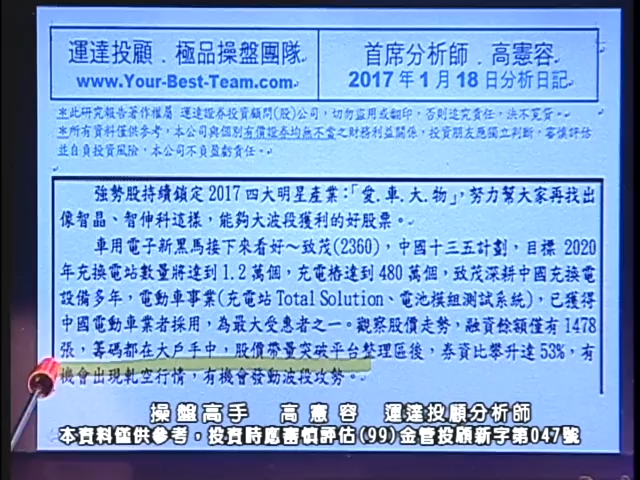 運達投顧．極品操盤團隊
www.Your-Best-Team.com
首席分析師．高憲容
2017年1月18日分析日記
＊此研究報告著作權屬 運達證券投資顧問(股)公司，切勿盜用或翻印，否則追究責任，決不寬貸。
＊所有資料僅供參考，本公司與個別有價證券均無不當之財務利益關係，投資朋友應獨立判斷，審慎評估
並自負投資風險，本公司不負盈虧責任。
強勢股持續鎖定2017四大明星產業：「愛.車.大.物」，努力幫大家再找出
像智晶、智伸科這樣，能夠大波段獲利的好股票。
車用電子新黑馬接下來看好～致茂(2360)，中國十三五計劃，目標2020
年充換電站數量將達到1.2萬個，充電樁達到480萬個，致茂深耕中國充換電
設備多年，電動車事業(充電站Total Solution、電池模組測試系統)，已獲得
中國電動車業者採用，為最大受惠者之一。觀察股價走勢，融資餘額僅有1478
張，籌碼都在大戶手中，股價帶量突破平台整理區後，券資比攀升達53%，有
機會出現軋空行情，有機會發動波段攻勢。
操盤高手 高憲容 運達投顧分析師
本資料僅供參考，投資時應審慎評估(99)金管投顧新字第047號